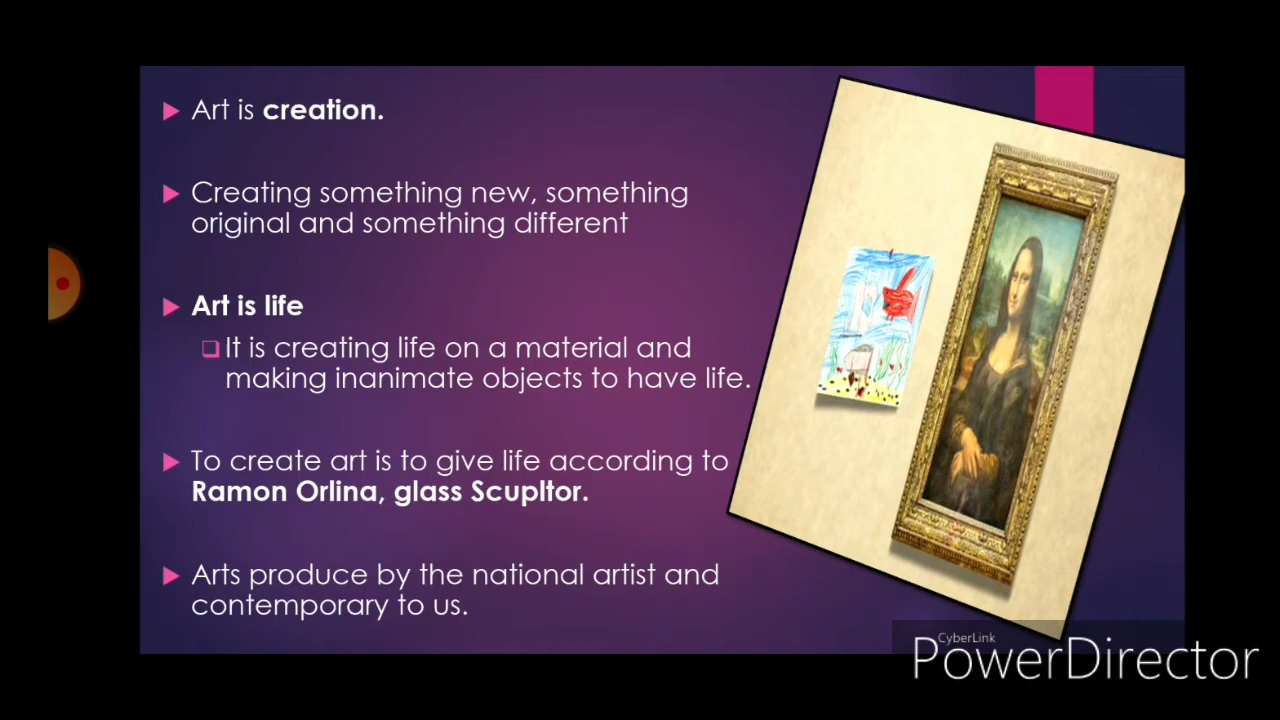 Art is creation.
Creating something new, something
original and something different
Art is life
It is creating life on a material and
making inanimate objects to have life.
To create art is to give life according to
Ramon Orlina, glass Scupltor.
Arts produce by the national artist and
contemporary to us.
CyberLink
PowerDirector